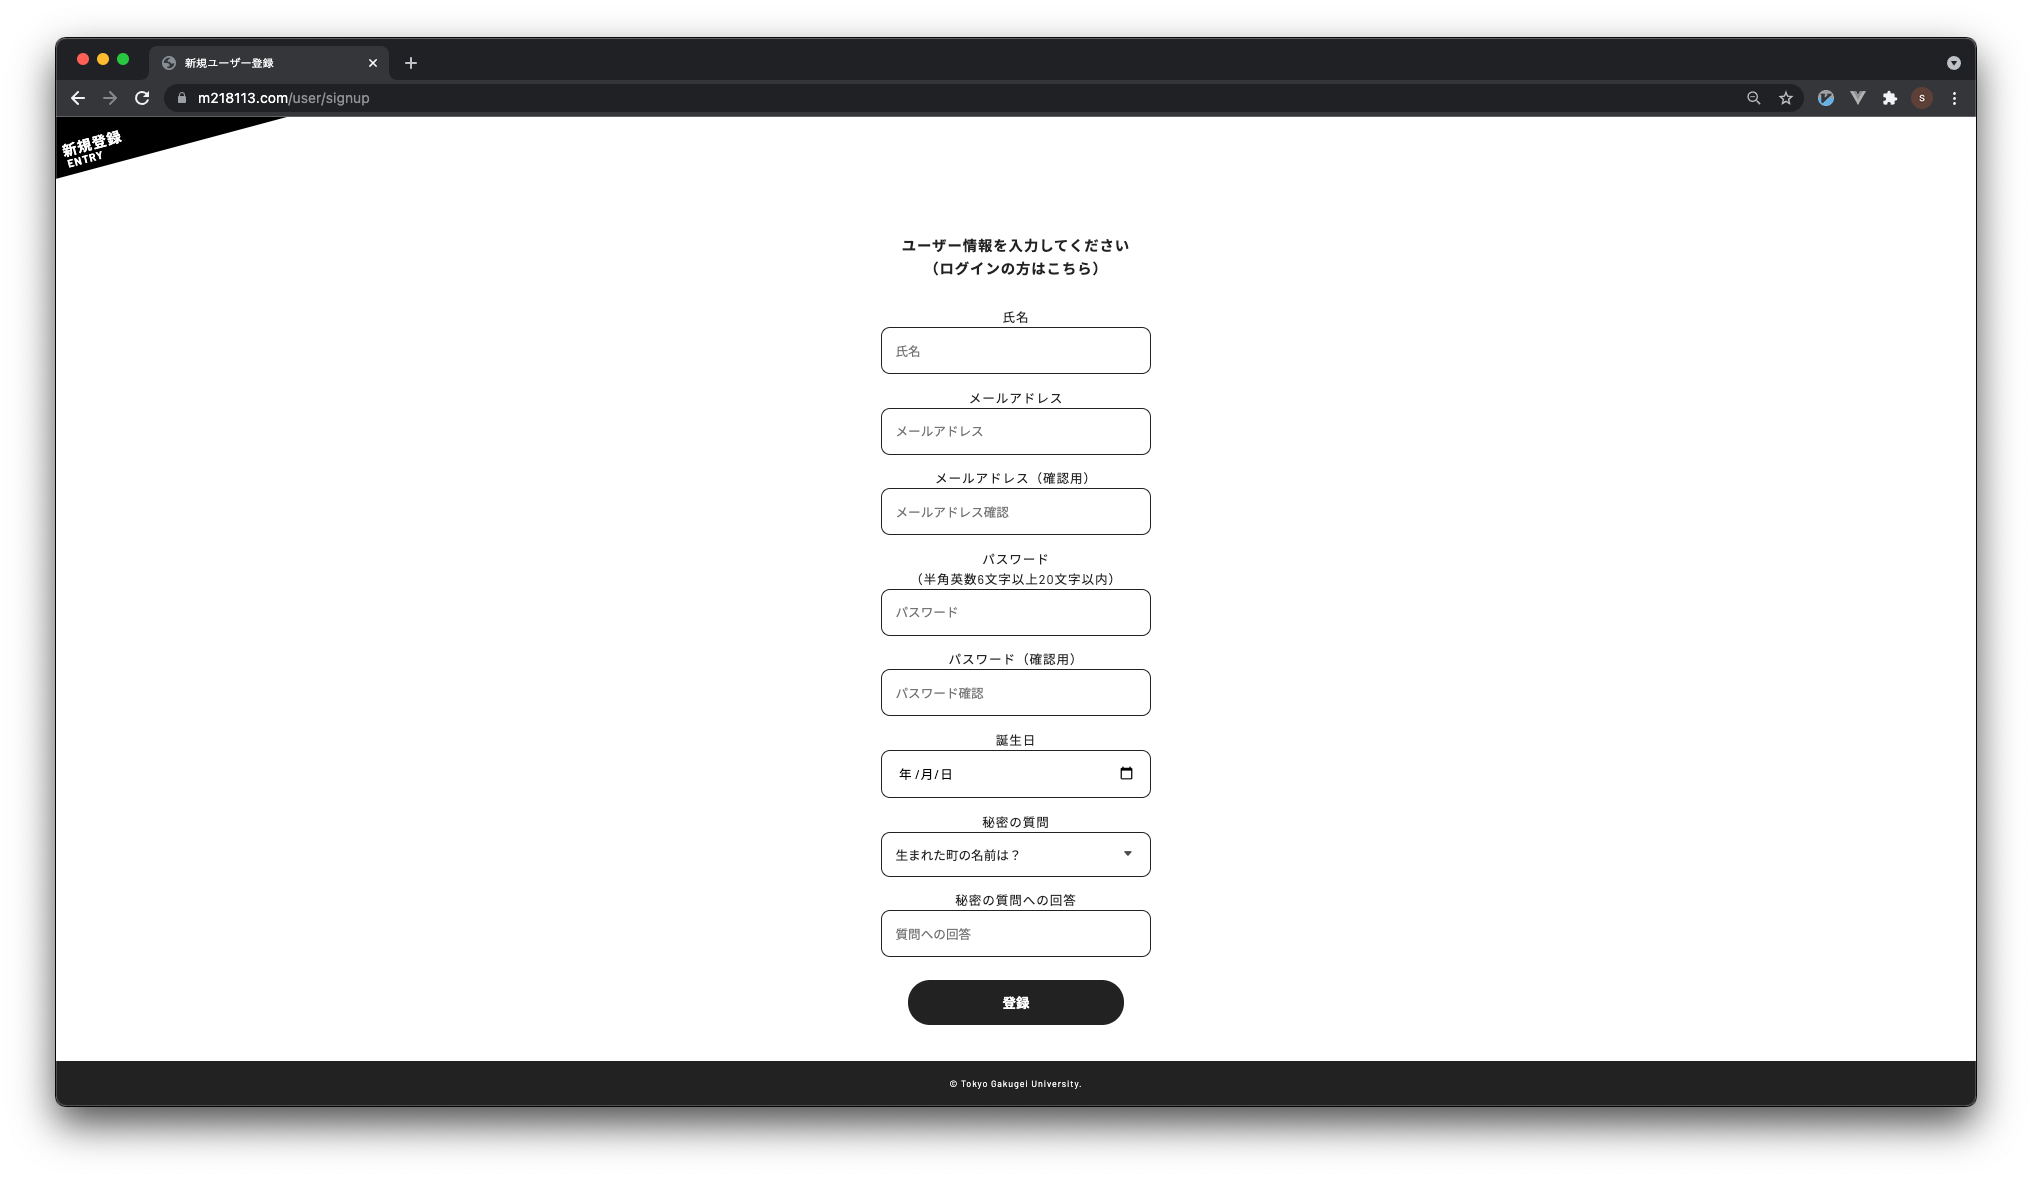 新規ユーザー登録
m218113.com/user/signup
S
新規登録
ENTRY
ユーザー情報を入力してください
（ログインの方はこちら）
氏名
氏名
メールアドレス
メールアドレス
メールアドレス（確認用）
メールアドレス確認
パスワード
（半角英数6文字以上20文字以内）
パスワード
パスワード（確認用）
パスワード確認
誕生日
年 /月/日
秘密の質問
生まれた町の名前は？
秘密の質問への回答
質問への回答
登録
© Tokyo Gakugei University.